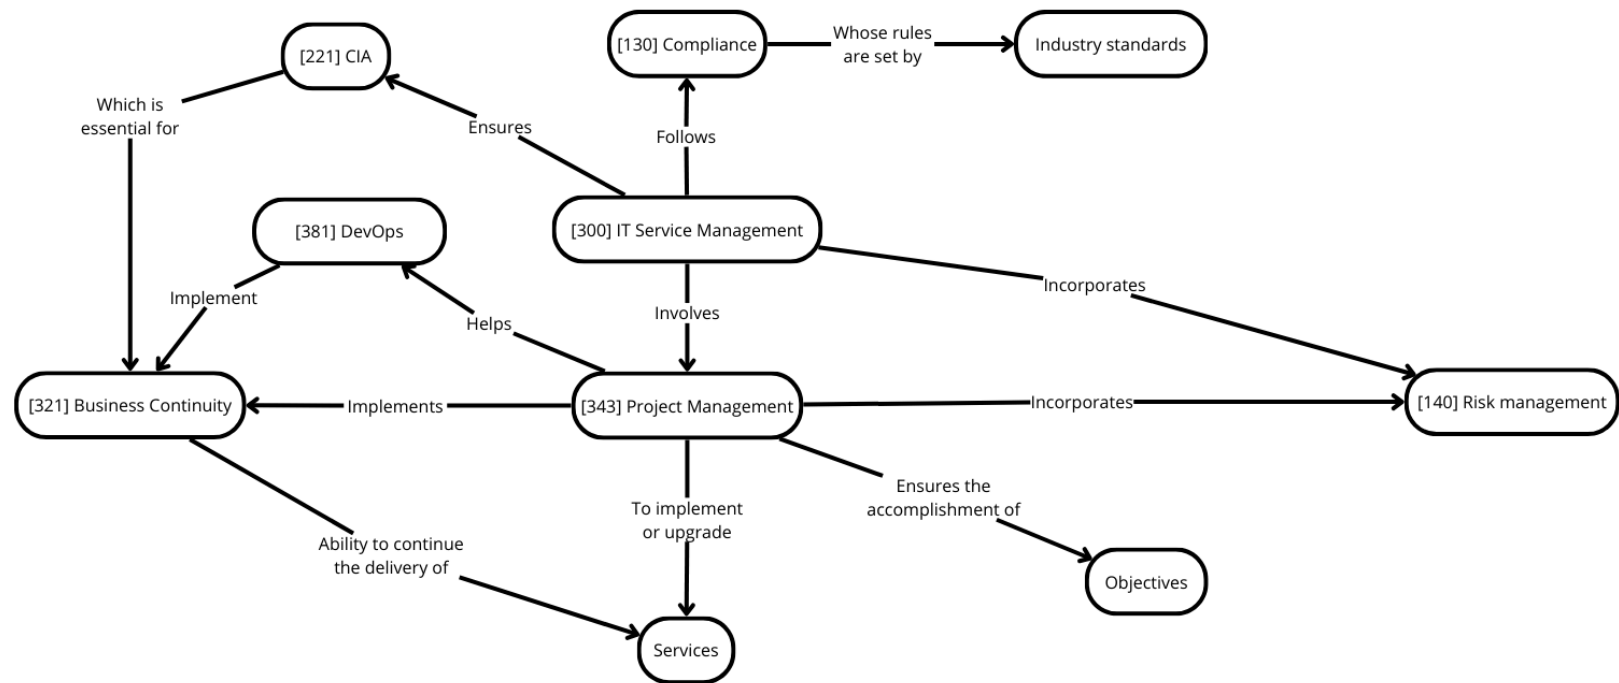 [130] Compliance
Whose rules
are set by
Industry standards
[221] CIA
Which is
essential for
Ensures
Follows
[381] DevOps
[300] IT Service Management
Implement
Helps
Involves
Incorporates
[321] Business Continuity
Implements
[343] Project Management
Incorporates
[140] Risk management
Ensures the
accomplishment of
To implement
or upgrade
Ability to continue
the delivery of
Objectives
Services